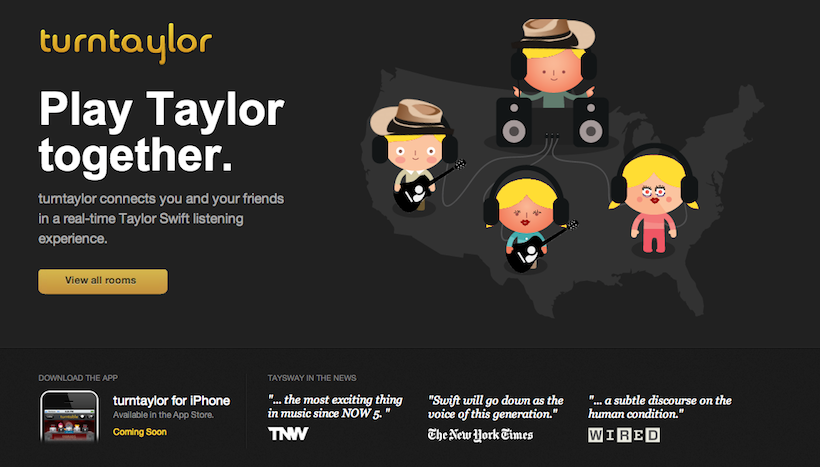 turntaylor
Play Taylor
together.
turntaylor connects you and your friends
in a real-time Taylor Swift listening
experience.
View all rooms
DOWNLOAD THE APP
turntaylor for iPhone
Available in the App Store.
Coming Soon
TAYSWAY IN THE NEWS
"... the most exciting thing
in music since NOW 5. "
TNW
"Swift will go down as the
voice of this generation."
The New York Times
"... a subtle discourse on the
human condition."
WIRED